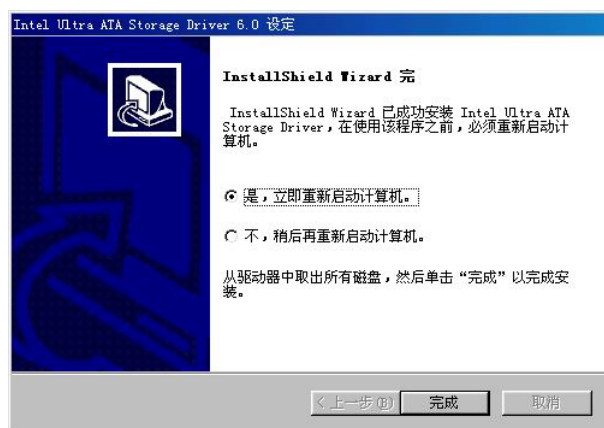 Intel Ultra ATA Storage Driver 6.0 设定
InstallShield Wizard 完
InstallShield Wizard 已成功安装 Intel Ultra ATA
Storage Driver，在使用该程序之前，必须重新启动计
算机。
是，立即重新启动计算机。
不，稍后再重新启动计算机。
从驱动器中取出所有磁盘，然后单击“完成”以完成安
装。
< 上一步(B) 完成 取消